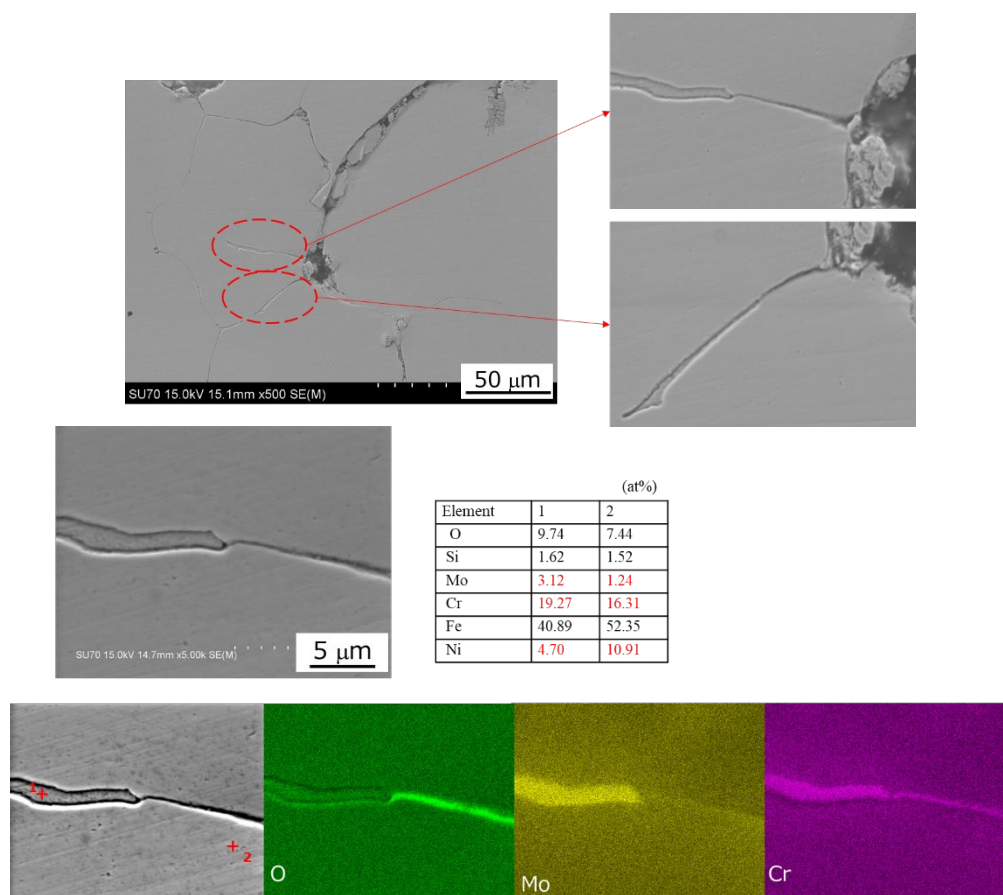 SU70 15.0kV 15.1mm x500 SE(M)
50 μm
SU70 15.0kV 14.7mm x5.00k SE(M)
5 μm
(at%)
Element 1 2
O 9.74 7.44
Si 1.62 1.52
Mo 3.12 1.24
Cr 19.27 16.31
Fe 40.89 52.35
Ni 4.70 10.91
1
2
O
Mo
Cr